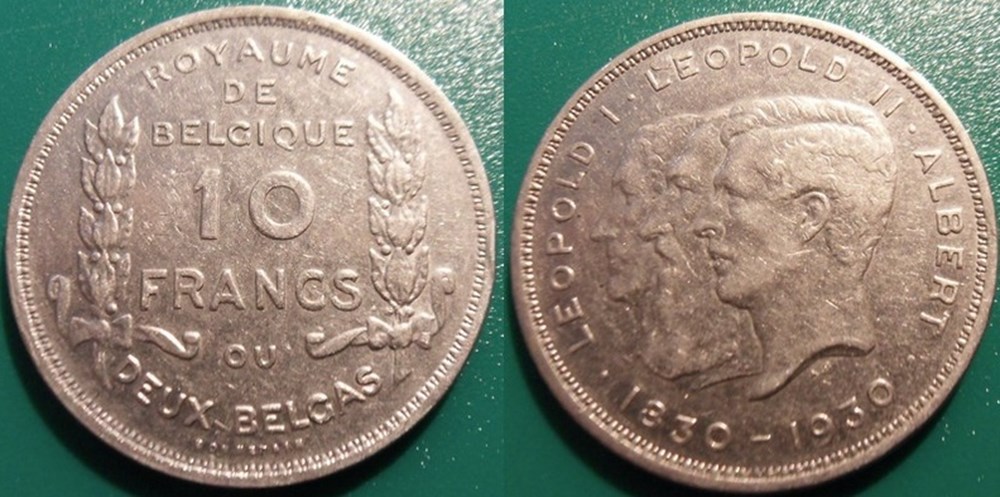 ROYAUME
DE
BELGIQUE
10
FRANCS
OU
DEUX BELGAS
LEOPOLD I · LEOPOLD II · ALBERT
· 1830 - 1930 ·